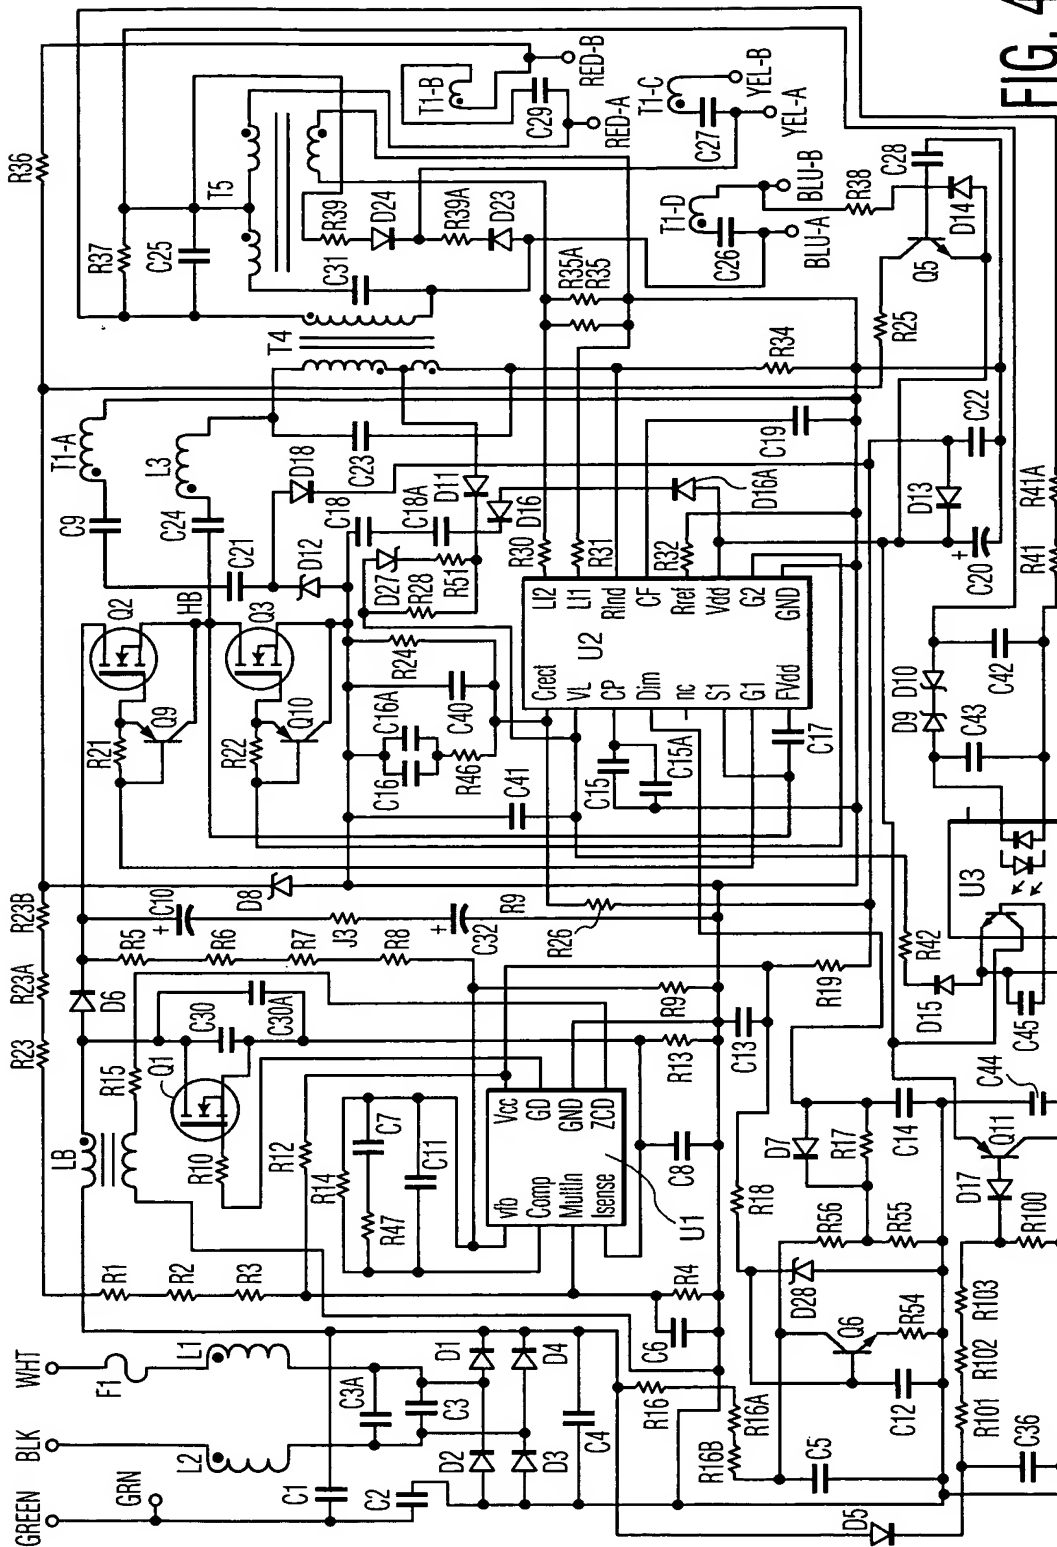 GREEN
BLK
WHT
GRN
F1
L1
L2
C1
C2
C3A
C3
D1
D2
D3
D4
C4
R23
R23A
R23B
R36
R1
R2
R3
LB
D6
R15
Q1
R10
C30
C30A
R12
R14
R47
C7
C11
R5
R6
R7
R8
C10
+
J3
C32
+
D8
R9
R26
R9
R13
vfb
Comp
MultIn
Isense
Vcc
GD
GND
ZCD
U1
C8
C6
R4
C13
R19
R21
Q9
Q2
HB
R22
Q10
Q3
C9
T1-A
L3
C24
C21
D12
D18
C23
C18
C18A
D11
D16
D27
R28
R51
R24
C16A
C16
C40
R46
C41
C15
C15A
C17
Crect
VL
CP
Dim
nc
S1
G1
FVdd
LI2
LI1
RInd
CF
Rref
Vdd
G2
GND
U2
R30
R31
R32
D16A
C19
R34
R35A
R35
T4
R37
C25
T5
C31
R39
D24
R39A
D23
T1-B
C29
RED-B
RED-A
T1-C
C27
YEL-B
YEL-A
T1-D
C26
BLU-B
BLU-A
R38
C28
D14
Q5
R25
C22
D13
C20
+
R41
R41A
D9
D10
C42
C43
U3
R42
D15
C45
C44
Q11
D17
R100
R101
R102
R103
C36
D5
R16
R16A
R16B
C5
C12
Q6
R54
D28
R18
R56
R55
D7
R17
C14